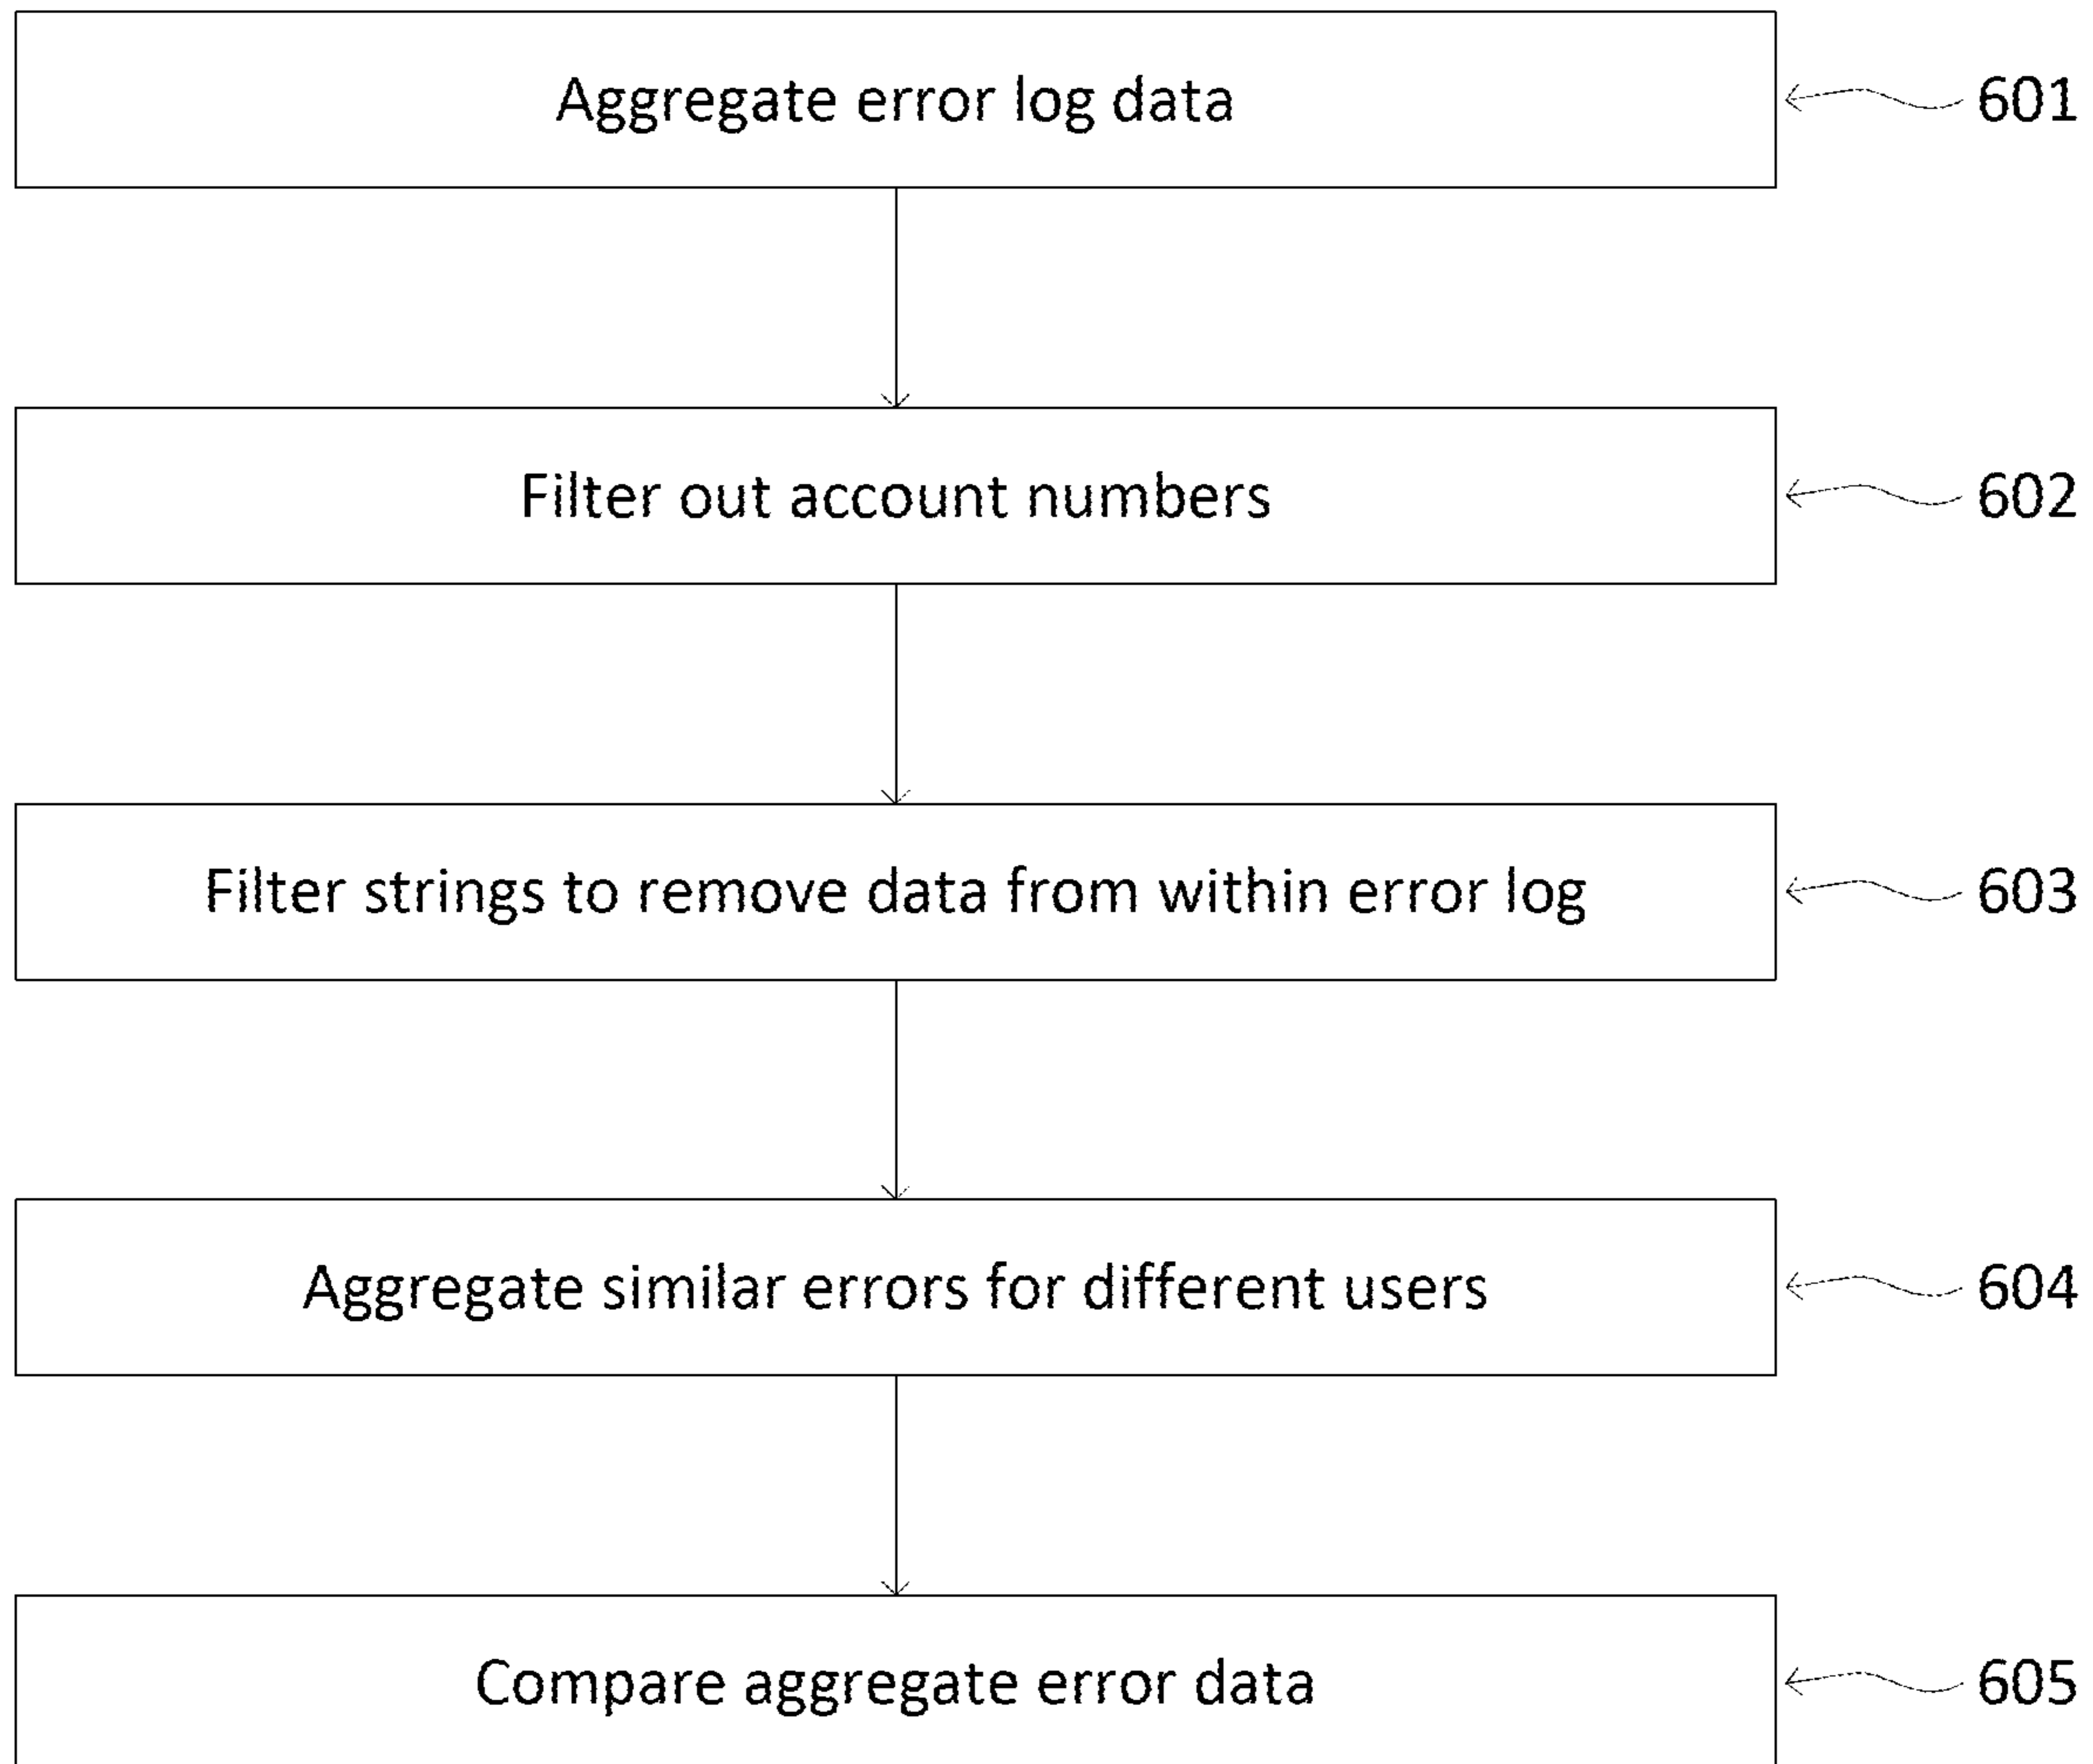 Aggregate error log data
601
Filter out account numbers
602
Filter strings to remove data from within error log
603
Aggregate similar errors for different users
604
Compare aggregate error data
605